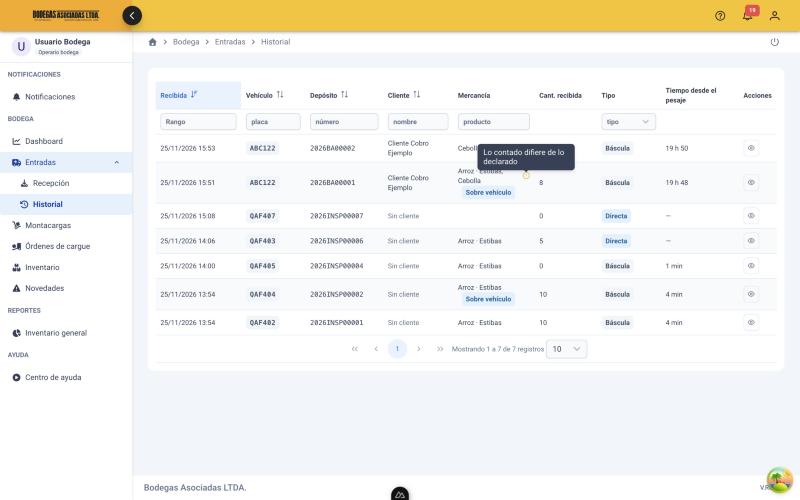 BODEGAS ASOCIADAS LTDA.
19
U
Usuario Bodega
Operario bodega
Bodega
Entradas
Historial
NOTIFICACIONES
Notificaciones
BODEGA
Dashboard
Entradas
Recepción
Historial
Montacargas
Órdenes de cargue
Inventario
Novedades
REPORTES
Inventario general
AYUDA
Centro de ayuda
Recibida Vehículo Depósito Cliente Mercancía Cant. recibida Tipo Tiempo desde el pesaje Acciones
Rango placa número nombre producto tipo
Lo contado difiere de lo
declarado
25/11/2026 15:53 ABC122 2026BA00002 Cliente Cobro Ejemplo Báscula 19 h 50
25/11/2026 15:51 ABC122 2026BA00001 Cliente Cobro Ejemplo Arroz · Estibas, Cebolla Sobre vehículo 8 Báscula 19 h 48
25/11/2026 15:08 QAF407 2026INSP00007 Sin cliente 0 Directa —
25/11/2026 14:06 QAF403 2026INSP00006 Sin cliente Arroz · Estibas 5 Directa —
25/11/2026 14:00 QAF405 2026INSP00004 Sin cliente Arroz · Estibas 0 Báscula 1 min
25/11/2026 13:54 QAF404 2026INSP00002 Sin cliente Arroz · Estibas Sobre vehículo 10 Báscula 4 min
25/11/2026 13:54 QAF402 2026INSP00001 Sin cliente Arroz · Estibas 10 Báscula 4 min
1 Mostrando 1 a 7 de 7 registros 10
Bodegas Asociadas LTDA.